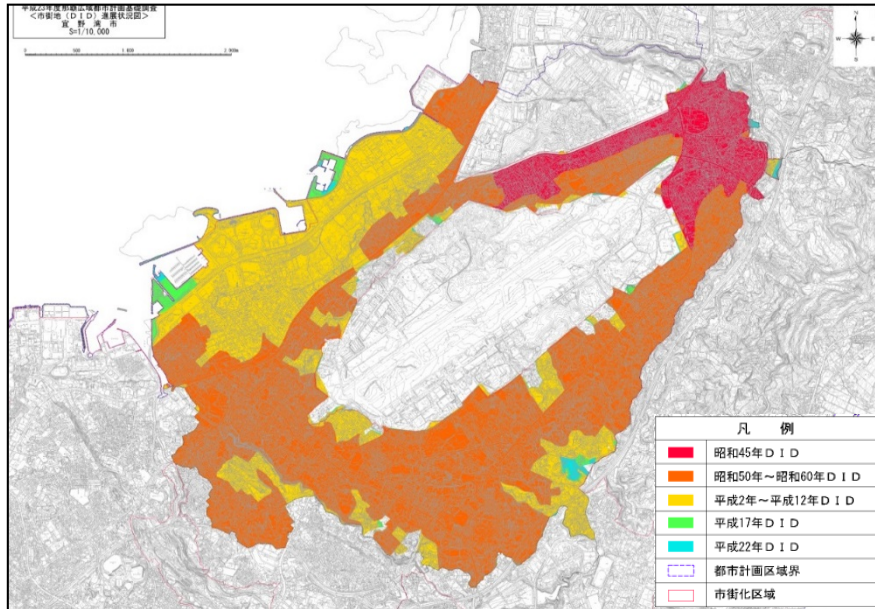 平成23年度那覇広域都市計画基礎調査
<市街地(DID)進展状況図>
宜野湾市
S=1/10,000
N
W
E
S
凡 例
昭和45年DID
昭和50年～昭和60年DID
平成2年～平成12年DID
平成17年DID
平成22年DID
都市計画区域界
市街化区域